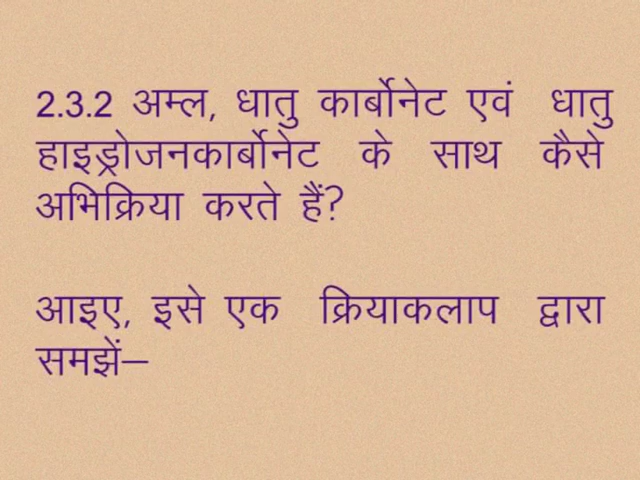 2.3.2 अम्ल, धातु कार्बोनेट एवं धातु
हाइड्रोजनकार्बोनेट के साथ कैसे
अभिक्रिया करते हैं?
आइए, इसे एक क्रियाकलाप द्वारा
समझें–